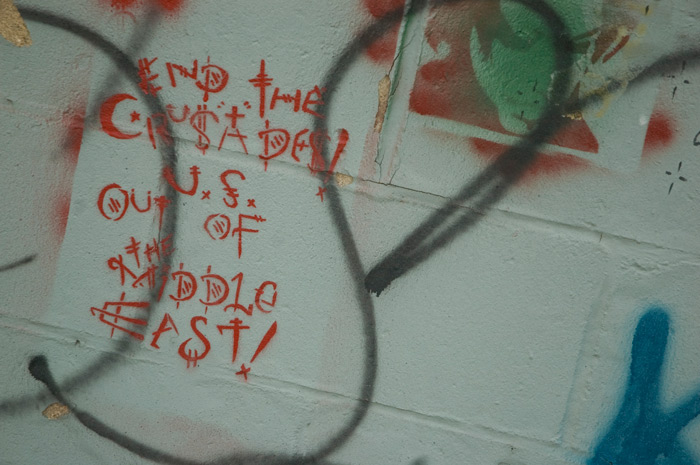 END THE
CRUSADES!
U.S.
OUT OF
THE
MIDDLE
EAST!